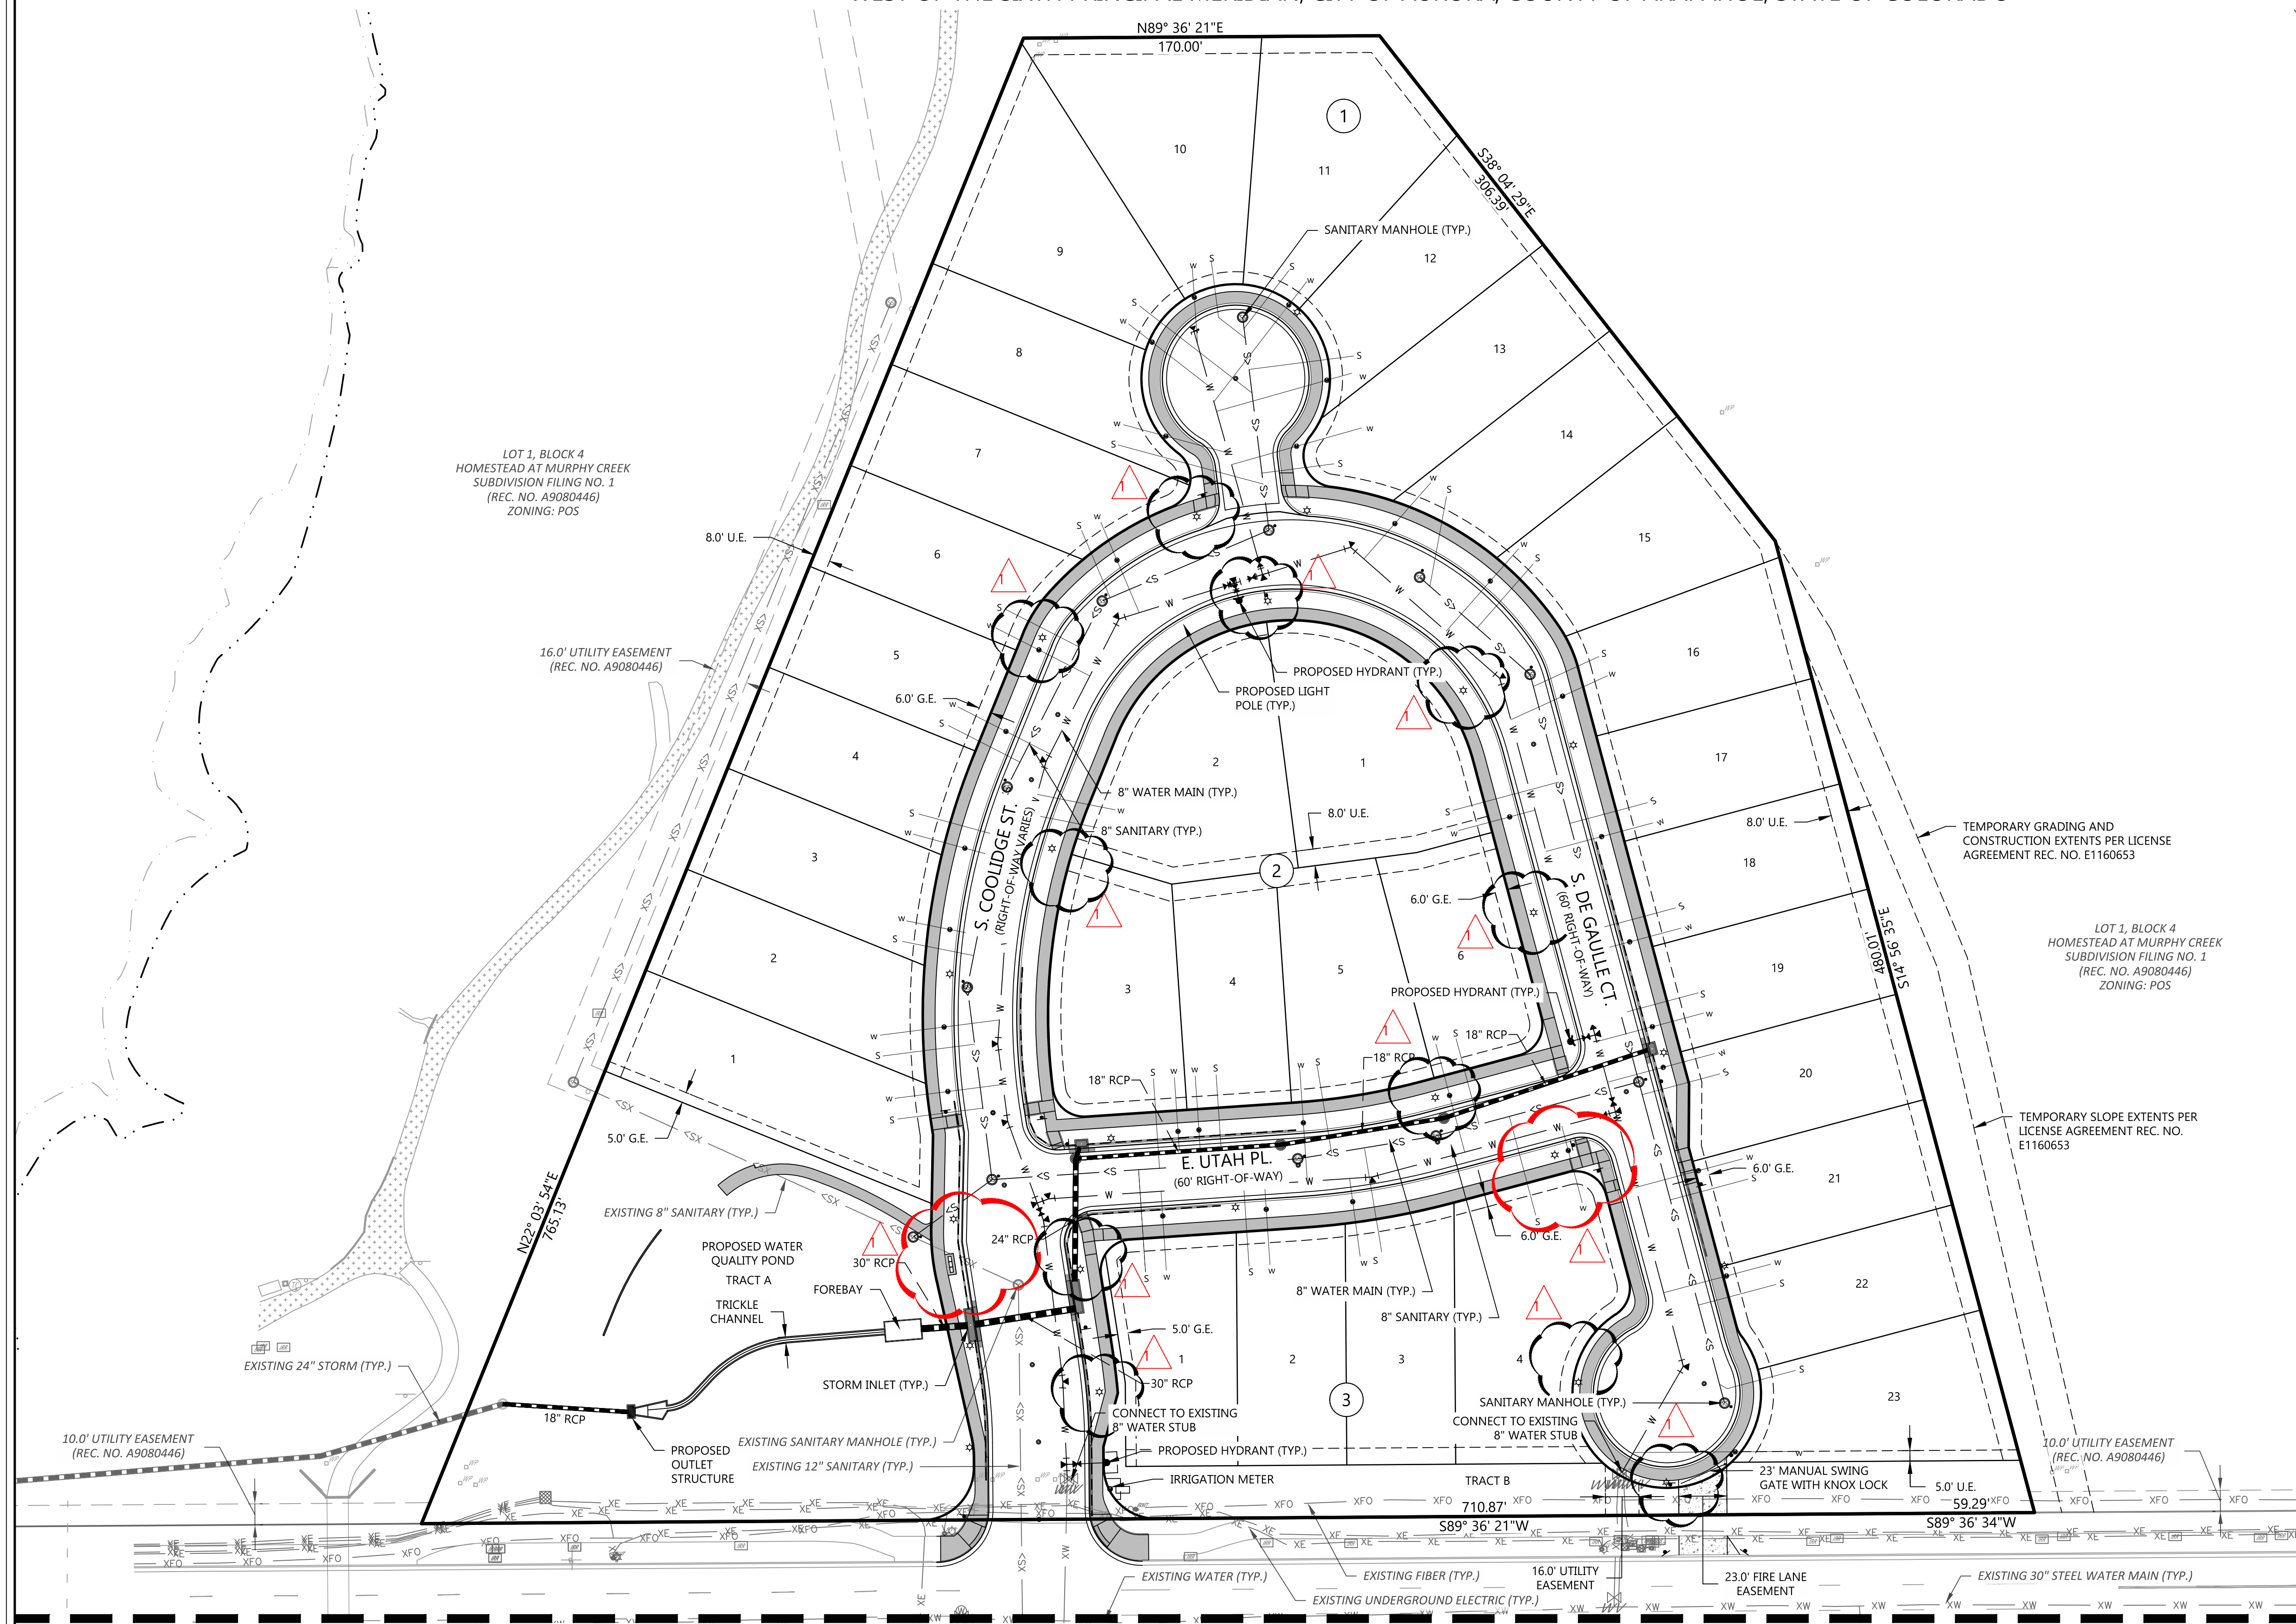 N89° 36' 21"E
170.00'
1
10
11
S38° 04' 29"E
306.39'
SANITARY MANHOLE (TYP.)
9
12
8
13
14
7
LOT 1, BLOCK 4
HOMESTEAD AT MURPHY CREEK
SUBDIVISION FILING NO. 1
(REC. NO. A9080446)
ZONING: POS
8.0' U.E.
6
15
16.0' UTILITY EASEMENT
(REC. NO. A9080446)
5
16
6.0' G.E.
PROPOSED HYDRANT (TYP.)
PROPOSED LIGHT
POLE (TYP.)
4
2
1
17
8" WATER MAIN (TYP.)
8.0' U.E.
8" SANITARY (TYP.)
S. COOLIDGE ST.
(RIGHT-OF-WAY VARIES)
8.0' U.E.
TEMPORARY GRADING AND
CONSTRUCTION EXTENTS PER LICENSE
AGREEMENT REC. NO. E1160653
3
18
2
6.0' G.E.
S. DE GAULLE CT.
(60' RIGHT-OF-WAY)
S14° 56' 35"E
480.01'
LOT 1, BLOCK 4
HOMESTEAD AT MURPHY CREEK
SUBDIVISION FILING NO. 1
(REC. NO. A9080446)
ZONING: POS
2
3
4
5
6
19
PROPOSED HYDRANT (TYP.)
1
18" RCP
18" RCP
18" RCP
20
5.0' G.E.
TEMPORARY SLOPE EXTENTS PER
LICENSE AGREEMENT REC. NO.
E1160653
E. UTAH PL.
(60' RIGHT-OF-WAY)
6.0' G.E.
21
N22° 03' 54"E
765.13'
EXISTING 8" SANITARY (TYP.)
PROPOSED WATER
QUALITY POND
TRACT A
30" RCP
24" RCP
6.0' G.E.
FOREBAY
TRICKLE
CHANNEL
8" WATER MAIN (TYP.)
8" SANITARY (TYP.)
22
5.0' G.E.
1
2
3
4
EXISTING 24" STORM (TYP.)
STORM INLET (TYP.)
30" RCP
3
SANITARY MANHOLE (TYP.)
23
18" RCP
CONNECT TO EXISTING
8" WATER STUB
CONNECT TO EXISTING
8" WATER STUB
10.0' UTILITY EASEMENT
(REC. NO. A9080446)
PROPOSED
OUTLET
STRUCTURE
EXISTING SANITARY MANHOLE (TYP.)
EXISTING 12" SANITARY (TYP.)
PROPOSED HYDRANT (TYP.)
IRRIGATION METER
TRACT B
23' MANUAL SWING
GATE WITH KNOX LOCK
5.0' U.E.
10.0' UTILITY EASEMENT
(REC. NO. A9080446)
710.87'
S89° 36' 21"W
59.29'
S89° 36' 34"W
EXISTING WATER (TYP.)
EXISTING FIBER (TYP.)
EXISTING UNDERGROUND ELECTRIC (TYP.)
16.0' UTILITY
EASEMENT
23.0' FIRE LANE
EASEMENT
EXISTING 30" STEEL WATER MAIN (TYP.)